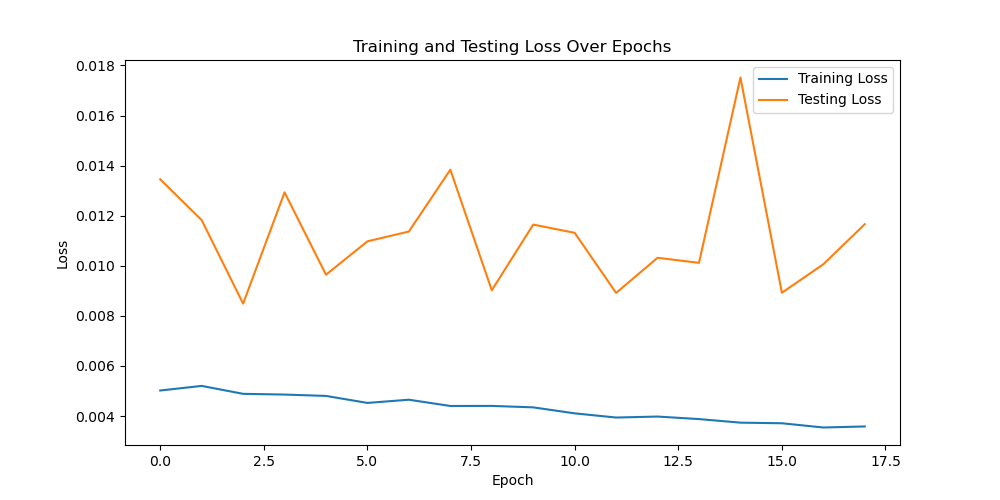 Training and Testing Loss Over Epochs
Training Loss
Testing Loss
0.018
0.016
0.014
0.012
0.010
0.008
0.006
0.004
Loss
0.0 2.5 5.0 7.5 10.0 12.5 15.0 17.5
Epoch